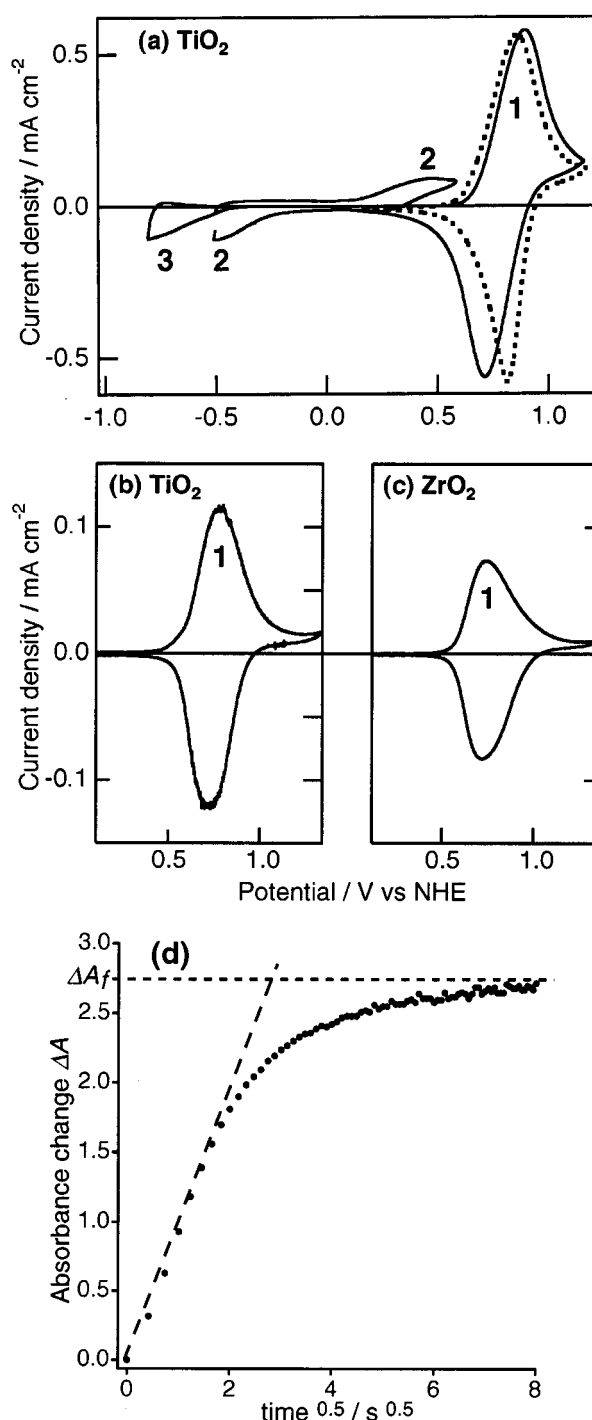 (a) TiO2
0.5
0.0
-0.5
Current density / mA cm-2
1
2
3
2
-1.0 -0.5 0.0 0.5 1.0
(b) TiO2
(c) ZrO2
0.1
0.0
-0.1
Current density / mA cm-2
1
1
0.5 1.0 0.5 1.0
Potential / V vs NHE
(d)
3.0
ΔAf
2.5
2.0
1.5
1.0
0.5
0.0
Absorbance change ΔA
0 2 4 6 8
time 0.5 / s 0.5